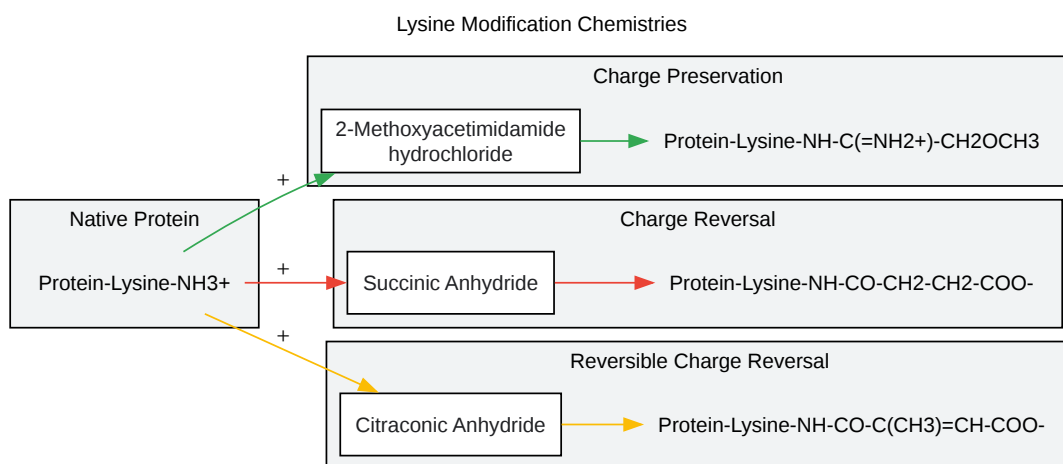 Lysine Modification Chemistries
Charge Preservation
2-Methoxyacetimidamide
hydrochloride
Protein-Lysine-NH-C(=NH2+)-CH2OCH3
+
Native Protein
Protein-Lysine-NH3+
Charge Reversal
+
Succinic Anhydride
Protein-Lysine-NH-CO-CH2-CH2-COO-
+
Reversible Charge Reversal
Citraconic Anhydride
Protein-Lysine-NH-CO-C(CH3)=CH-COO-